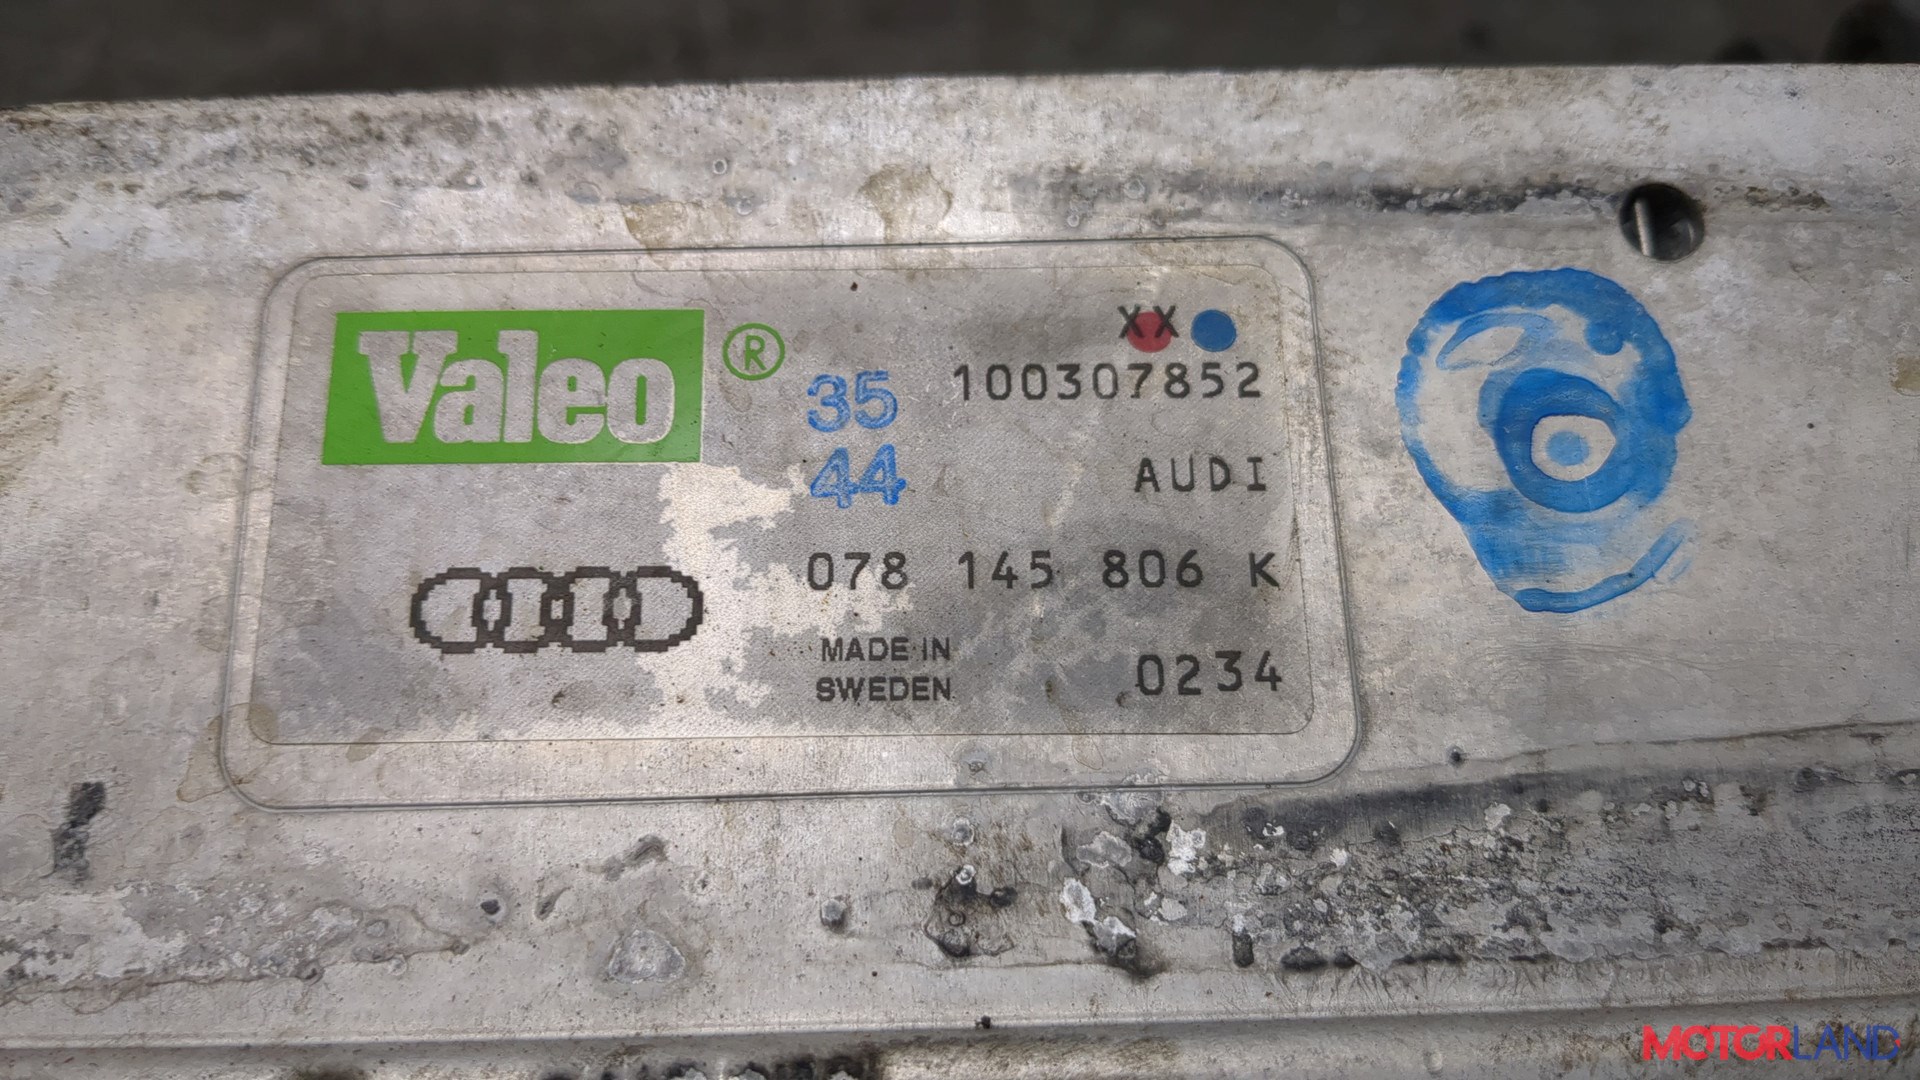 Valeo ®
XX
35
100307852
44
AUDI
078 145 806 K
MADE IN
SWEDEN
0234
MOTORLAND